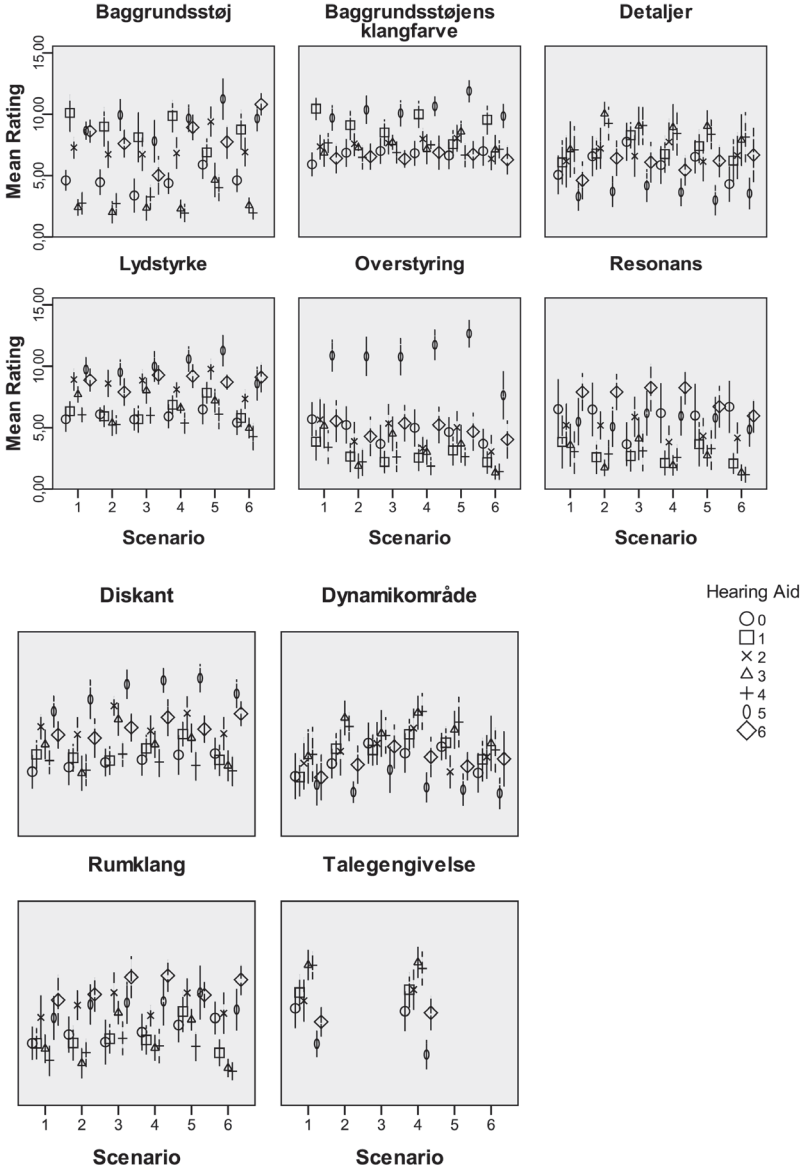 Baggrundsstøj
Baggrundsstøjens
klangfarve
Detaljer
Mean Rating
15,00
10,00
5,00
0,00
Lydstyrke
Overstyring
Resonans
Mean Rating
15,00
10,00
5,00
0,00
1 2 3 4 5 6
1 2 3 4 5 6
1 2 3 4 5 6
Scenario
Scenario
Scenario
Diskant
Dynamikområde
Hearing Aid
0
1
2
3
4
5
6
Rumklang
Talegengivelse
1 2 3 4 5 6
1 2 3 4 5 6
Scenario
Scenario